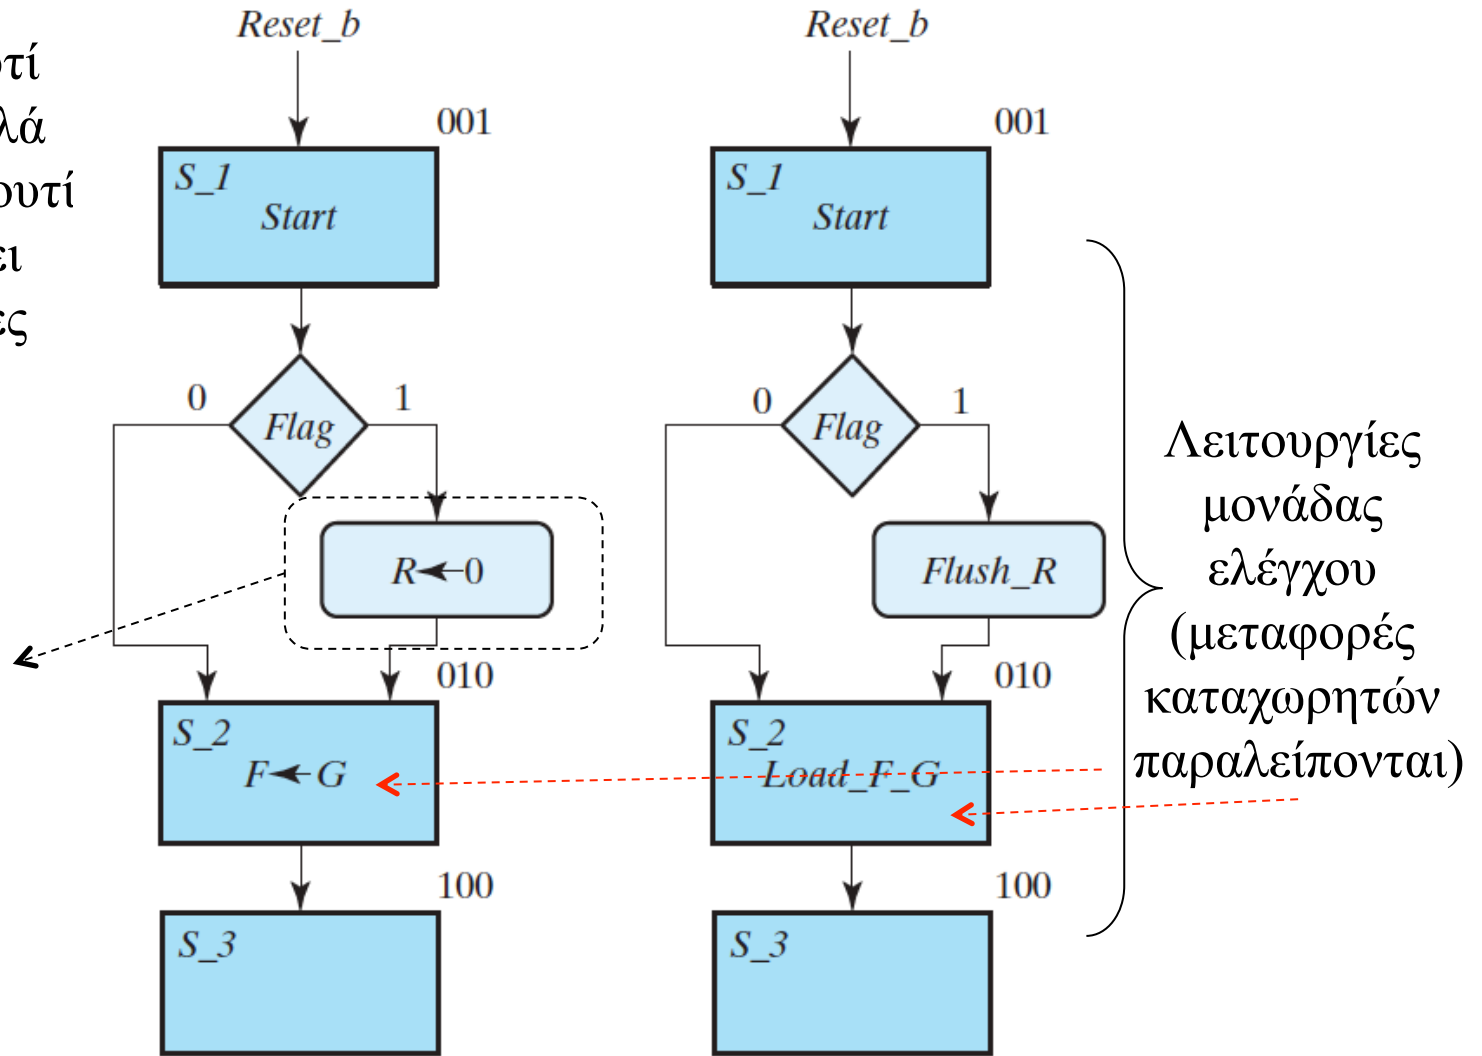 Reset_b
001
S_1
Start
0
1
Flag
R←0
010
S_2
F←G
100
S_3
Reset_b
001
S_1
Start
0
1
Flag
Flush_R
010
S_2
Load_F_G
100
S_3
Λειτουργίες
μονάδας
ελέγχου
(μεταφορές
καταχωρητών
παραλείπονται)